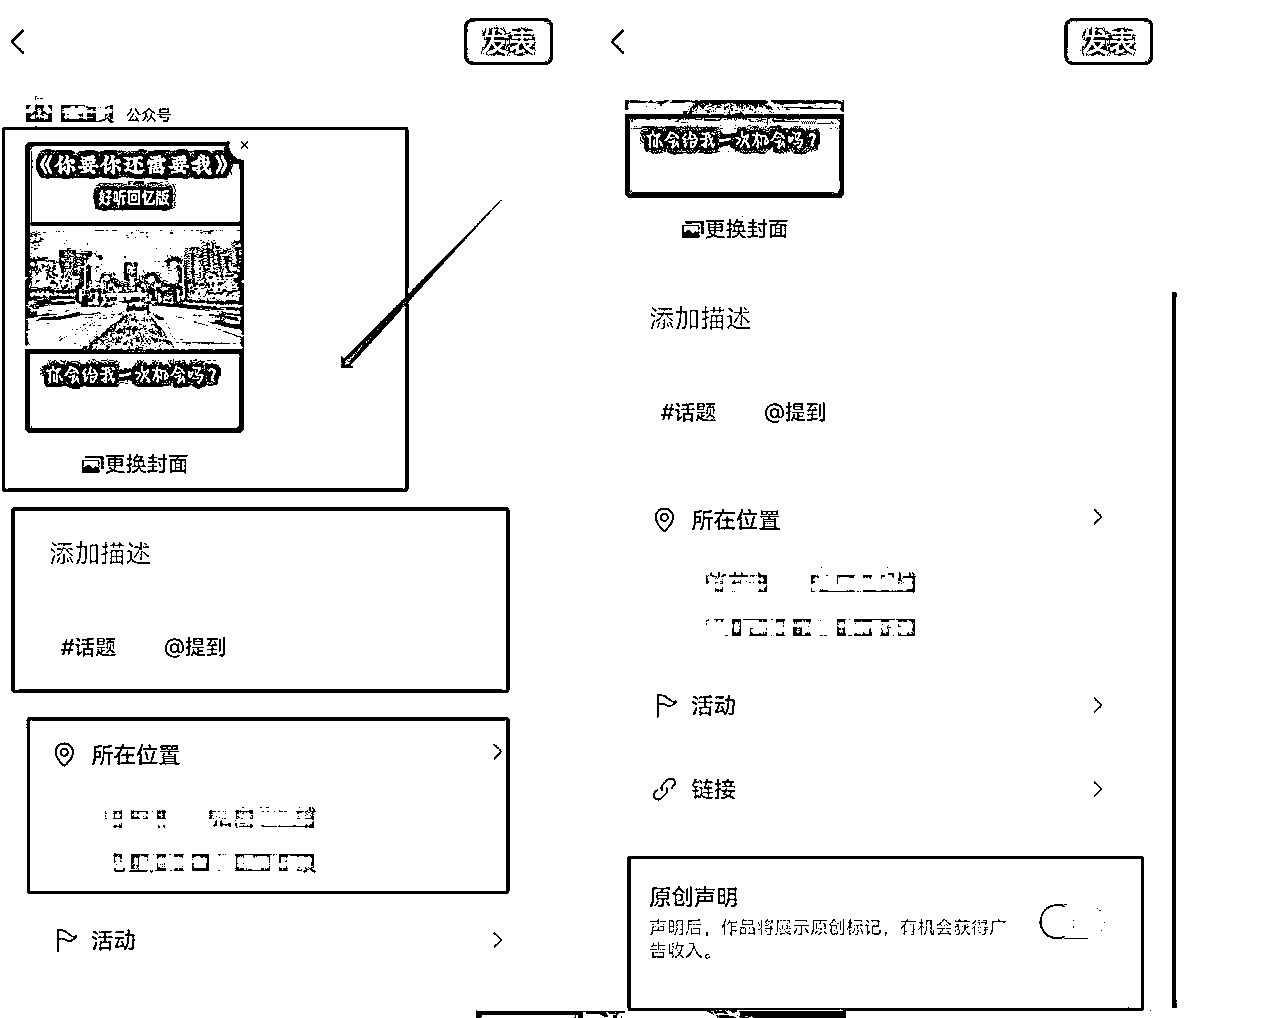 发表
公众号
《你要你还需要我》
好听回忆版
你会给我一次机会吗？
更换封面
添加描述
#话题 @提到
所在位置
活动
发表
你会给我一次机会吗？
更换封面
添加描述
#话题 @提到
所在位置
活动
链接
原创声明
声明后，作品将展示原创标记，有机会获得广
告收入。